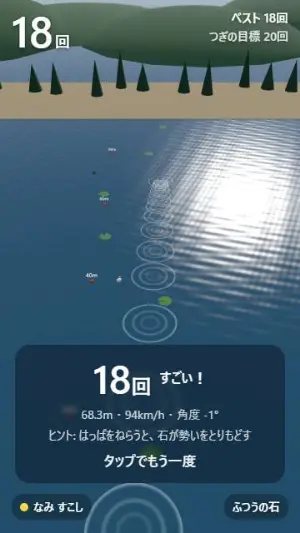 18回
ベスト 18回
つぎの目標 20回
40m
18回 すごい！
68.3m・94km/h・角度 -1°
ヒント: はっぱをねらうと、石が勢いをとりもどす
タップでもう一度
なみ すこし
ふつうの石